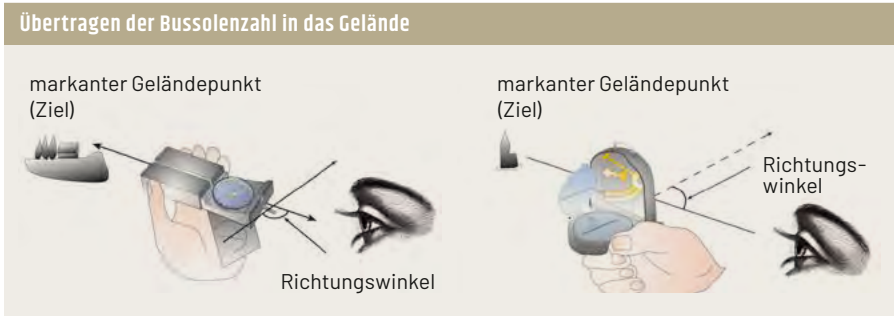 Übertragen der Bussolenzahl in das Gelände
markanter Geländepunkt
(Ziel)
Richtungswinkel
markanter Geländepunkt
(Ziel)
Richtungs-
winkel